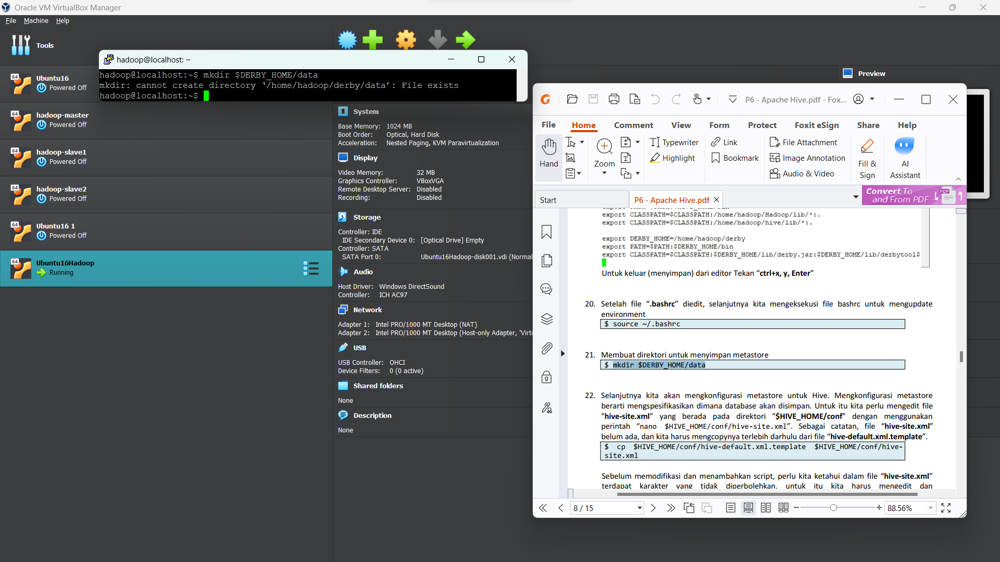 Oracle VM VirtualBox Manager
File Machine Help
Tools
Ubuntu16
Powered Off
hadoop-master
Powered Off
hadoop-slave1
Powered Off
hadoop-slave2
Powered Off
Ubuntu16 1
Powered Off
Ubuntu16Hadoop
Running
hadoop@localhost: ~
hadoop@localhost:~$ mkdir $DERBY_HOME/data
mkdir: cannot create directory ‘/home/hadoop/derby/data’: File exists
hadoop@localhost:~$
System
Base Memory: 1024 MB
Boot Order: Optical, Hard Disk
Acceleration: Nested Paging, KVM Paravirtualization
Display
Video Memory: 32 MB
Graphics Controller: VBoxVGA
Remote Desktop Server: Disabled
Recording: Disabled
Storage
Controller: IDE
IDE Secondary Device 0: [Optical Drive] Empty
Controller: SATA
SATA Port 0: Ubuntu16Hadoop-disk001.vdi (Normal
Audio
Host Driver: Windows DirectSound
Controller: ICH AC97
Network
Adapter 1: Intel PRO/1000 MT Desktop (NAT)
Adapter 2: Intel PRO/1000 MT Desktop (Host-only Adapter, 'Virtu
USB
USB Controller: OHCI
Device Filters: 0 (0 active)
Shared folders
None
Description
None
Preview
P6 - Apache Hive.pdf - Fox...
File Home Comment View Form Protect Foxit eSign Share Help
Hand
Zoom
Typewriter
Highlight
Link
Bookmark
File Attachment
Image Annotation
Audio & Video
Fill &
Sign
AI
Assistant
Start
P6 - Apache Hive.pdf
Convert To
and From PDF
PDF
export CLASSPATH=$CLASSPATH:/home/hadoop/Hadoop/lib/*:.
export CLASSPATH=$CLASSPATH:/home/hadoop/hive/lib/*:.
export DERBY_HOME=/home/hadoop/derby
export PATH=$PATH:$DERBY_HOME/bin
export CLASSPATH=$CLASSPATH:$DERBY_HOME/lib/derby.jar:$DERBY_HOME/lib/derbytool$
Untuk keluar (menyimpan) dari editor Tekan “ctrl+x, y, Enter”
20. Setelah file “.bashrc” diedit, selanjutnya kita mengeksekusi file bashrc untuk mengupdate
environment
$ source ~/.bashrc
21. Membuat direktori untuk menyimpan metastore
$ mkdir $DERBY_HOME/data
22. Selanjutnya kita akan mengkonfigurasi metastore untuk Hive. Mengkonfigurasi metastore
berarti mengspesifikasikan dimana database akan disimpan. Untuk itu kita perlu mengedit file
"hive-site.xml" yang berada pada direktori "$HIVE_HOME/conf" dengan menggunakan
perintah “nano $HIVE_HOME/conf/hive-site.xml”. Sebagai catatan, file “hive-site.xml”
belum ada, dan kita harus mengcopynya terlebih darhulu dari file “hive-default.xml.template”.
$ cp $HIVE_HOME/conf/hive-default.xml.template $HIVE_HOME/conf/hive-
site.xml
Sebelum memodifikasi dan menambahkan script, perlu kita ketahui dalam file “hive-site.xml”
terdapat karakter yang tidak diperbolehkan, untuk itu kita harus mengedit dan
8 / 15
88.56%